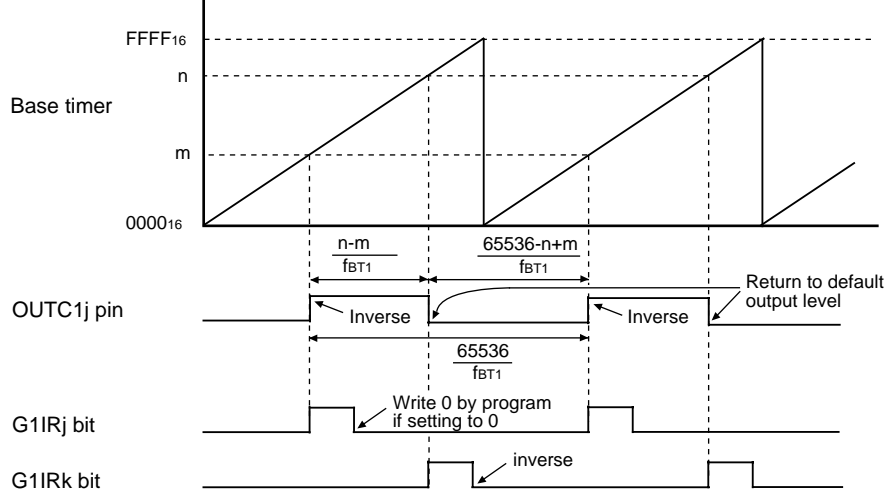 FFFF16
n
Base timer
m
000016
n-m
fBT1
65536-n+m
fBT1
Return to default
output level
OUTC1j pin
Inverse
Inverse
65536
fBT1
Write 0 by program
if setting to 0
G1IRj bit
inverse
G1IRk bit